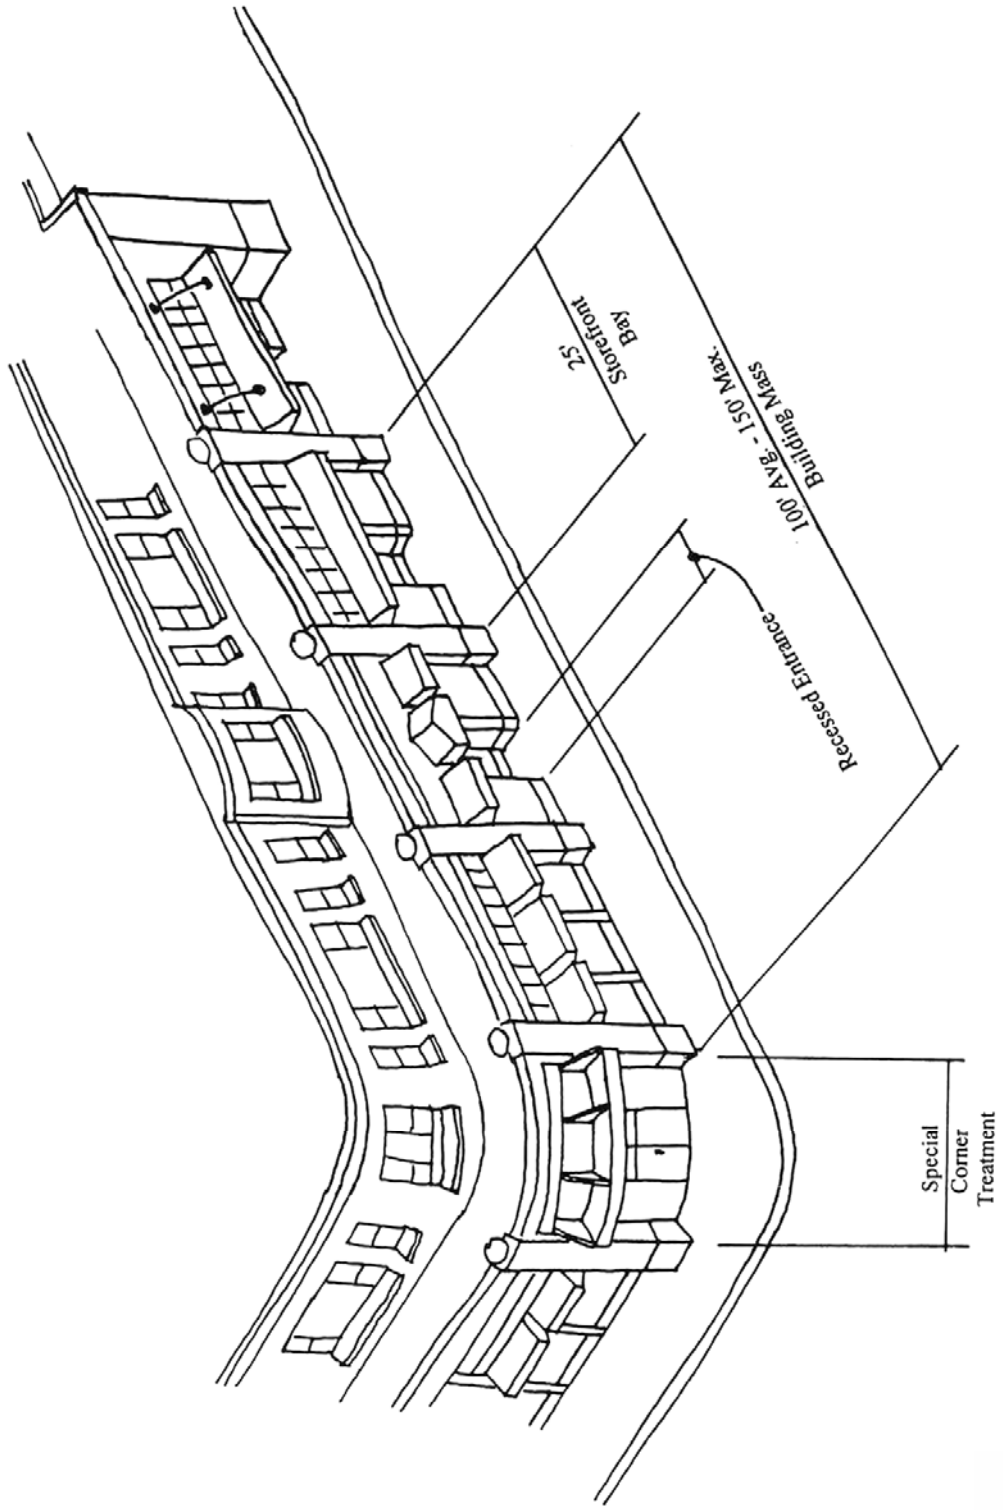 25'
Storefront
Bay
100' Avg. - 150' Max.
Building Mass
Recessed Entrance
Special
Corner
Treatment